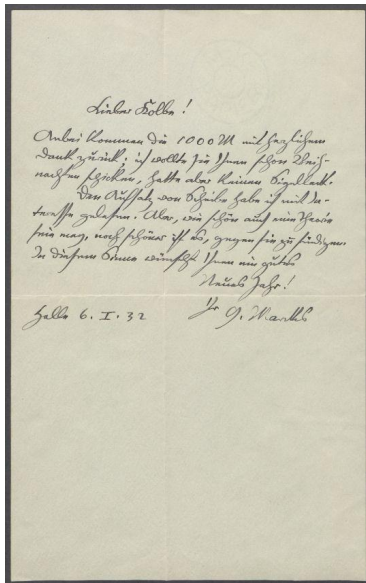 Lieber Kolbe!
Anbei kommen die 1000 M mit herzlichem
Dank zurück; ich wollte sie Ihnen schon Weih-
nachten schicken, hatte aber keinen Siegellack.
Den Aufsatz von Scheibe habe ich mit In-
teresse gelesen. Aber, wie schön auch eine Theorie
sein mag, noch schöner ist es, gegen sie zu sündigen.
In diesem Sinne wünscht Ihnen ein gutes
Neues Jahr!
Halle 6. I. 32 Ihr G. Marcks